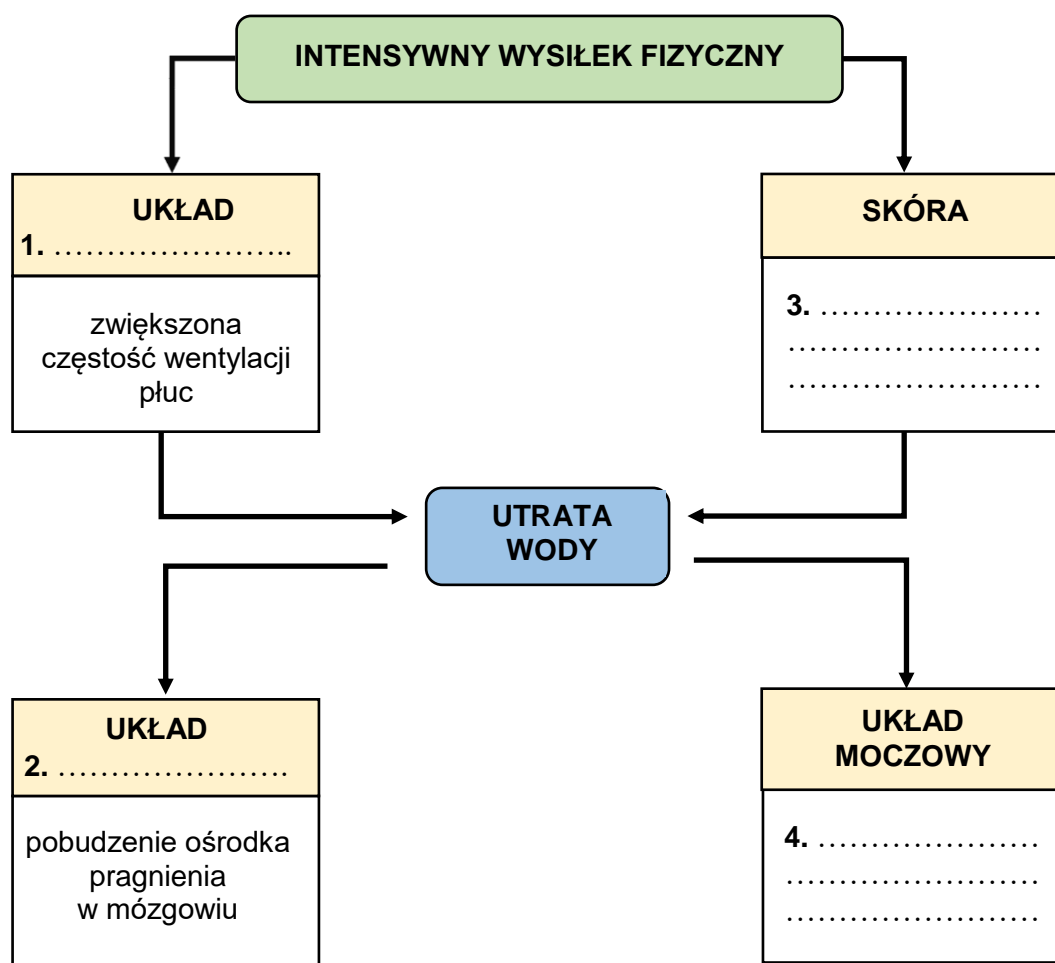 INTENSYWNY WYSIŁEK FIZYCZNY
UKŁAD
1. ………………….
zwiększona
częstość wentylacji
płuc
SKÓRA
3. …………………
……………………
……………………
UTRATA
WODY
UKŁAD
2. ………………….
pobudzenie ośrodka
pragnienia
w mózgowiu
UKŁAD
MOCZOWY
4. …………………
……………………
……………………